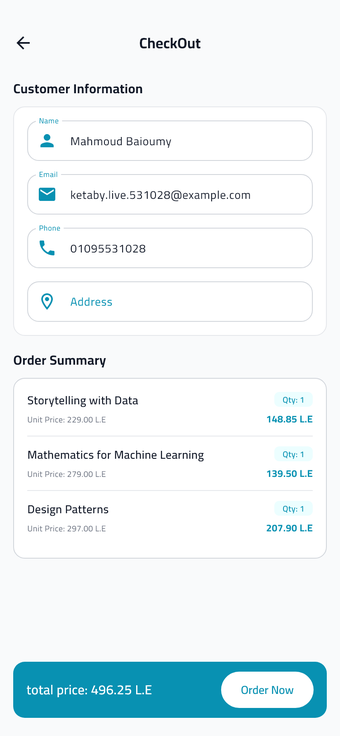 CheckOut
Customer Information
Name
Mahmoud Baioumy
Email
ketaby.live.531028@example.com
Phone
01095531028
Address
Order Summary
Storytelling with Data
Qty: 1
Unit Price: 229.00 L.E
148.85 L.E
Mathematics for Machine Learning
Qty: 1
Unit Price: 279.00 L.E
139.50 L.E
Design Patterns
Qty: 1
Unit Price: 297.00 L.E
207.90 L.E
total price: 496.25 L.E
Order Now